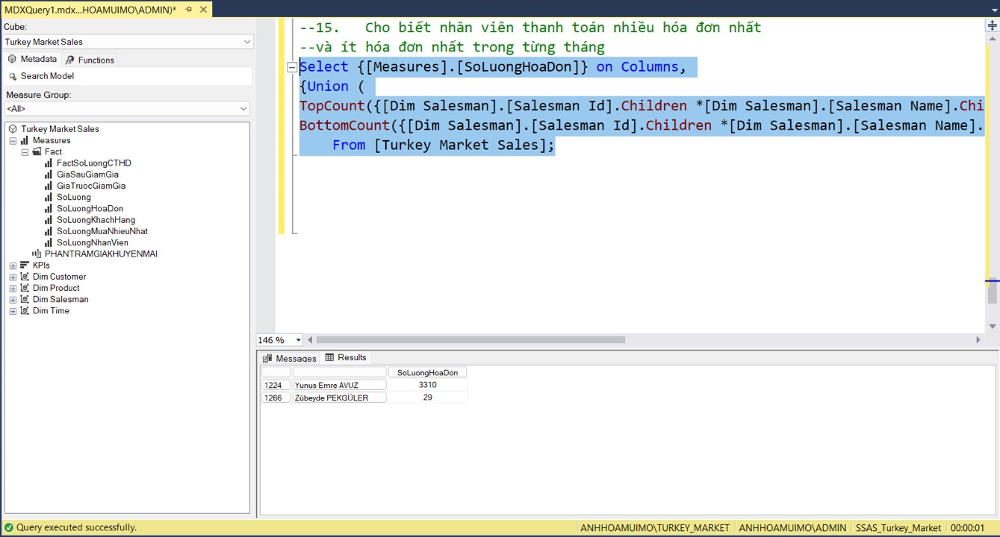 MDXQuery1.mdx...HOAMUIMO\ADMIN)*
Cube:
Turkey Market Sales
Metadata
Functions
Search Model
Measure Group:
<All>
Turkey Market Sales
Measures
Fact
FactSoLuongCTHD
GiaSauGiamGia
GiaTruocGiamGia
SoLuong
SoLuongHoaDon
SoLuongKhachHang
SoLuongMuaNhieuNhat
SoLuongNhanVien
PHANTRAMGIAKHUYENMAI
KPIs
Dim Customer
Dim Product
Dim Salesman
Dim Time
--15. Cho biết nhân viên thanh toán nhiều hóa đơn nhất
--và ít hóa đơn nhất trong từng tháng
Select {[Measures].[SoLuongHoaDon]} on Columns,
{Union (
TopCount({[Dim Salesman].[Salesman Id].Children *[Dim Salesman].[Salesman Name].Chi
BottomCount({[Dim Salesman].[Salesman Id].Children *[Dim Salesman].[Salesman Name].
From [Turkey Market Sales];
146 %
Messages
Results
SoLuongHoaDon
1224 Yunus Emre AVUZ 3310
1266 Zübeyde PEKGÜLER 29
Query executed successfully.
ANHHOAMUIMO\TURKEY_MARKET
ANHHOAMUIMO\ADMIN
SSAS_Turkey_Market
00:00:01